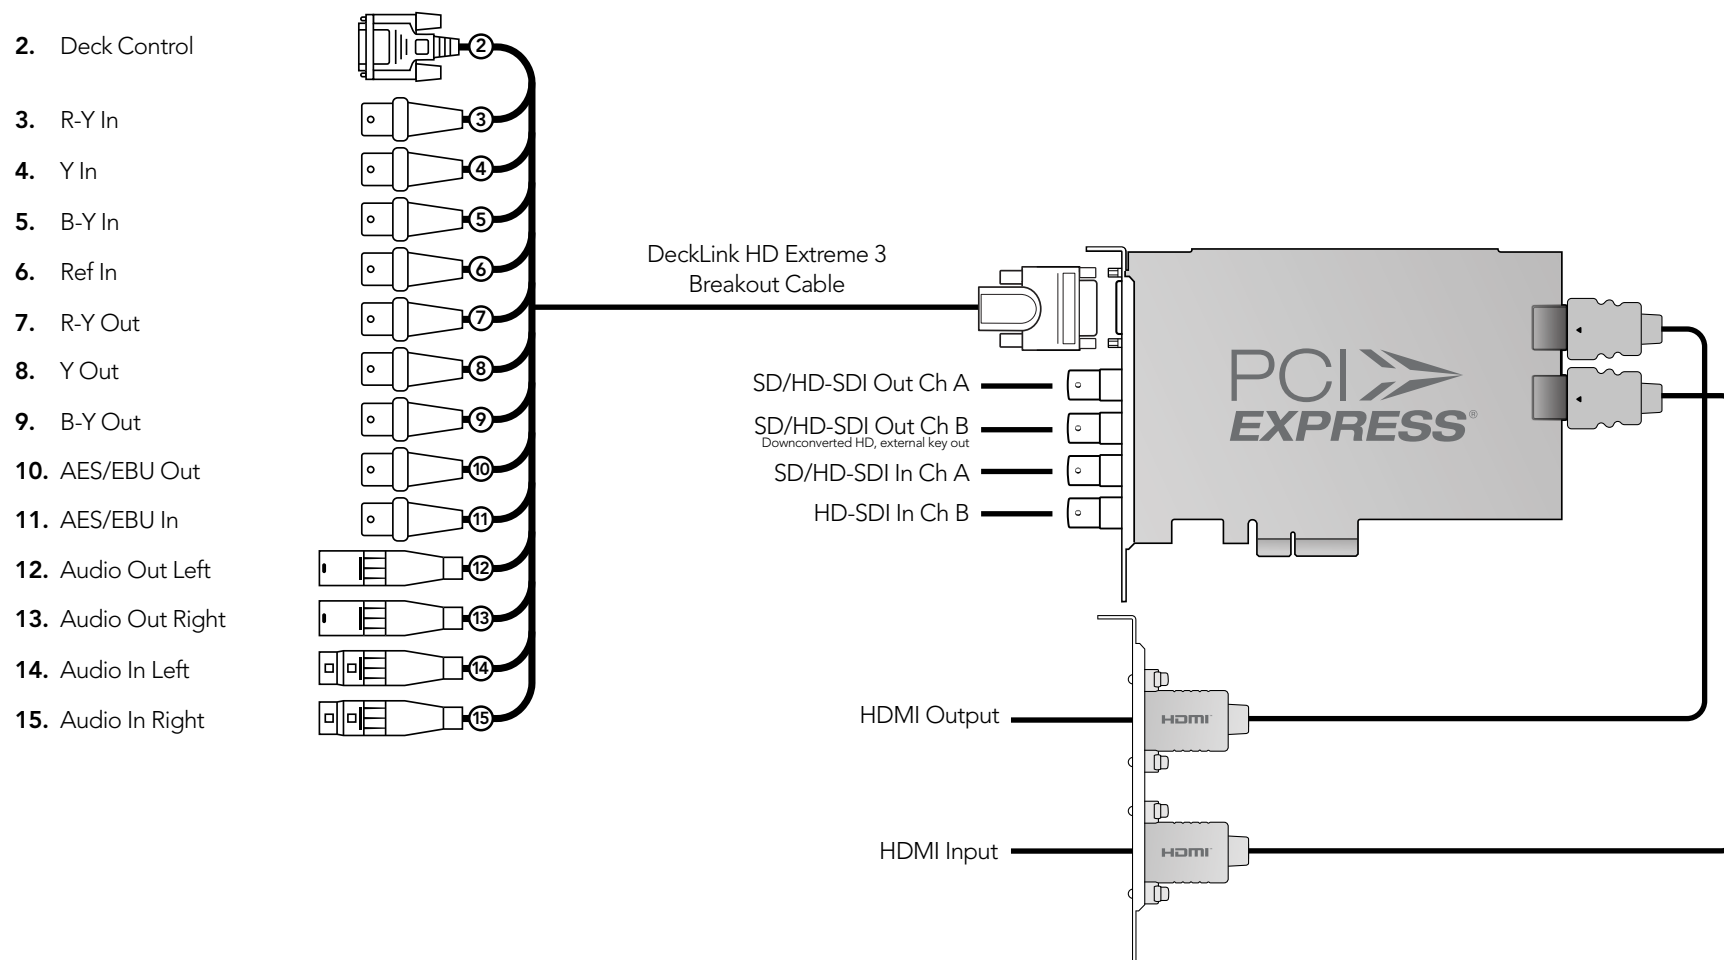 2. Deck Control
2
3. R-Y In
3
4. Y In
4
5. B-Y In
5
6. Ref In
6
7. R-Y Out
7
8. Y Out
8
9. B-Y Out
9
10. AES/EBU Out
10
11. AES/EBU In
11
12. Audio Out Left
12
13. Audio Out Right
13
14. Audio In Left
14
15. Audio In Right
15
DeckLink HD Extreme 3
Breakout Cable
SD/HD-SDI Out Ch A
SD/HD-SDI Out Ch B
Downconverted HD, external key out
SD/HD-SDI In Ch A
HD-SDI In Ch B
PCI
EXPRESS®
HDMI Output
HDMI
HDMI Input
HDMI